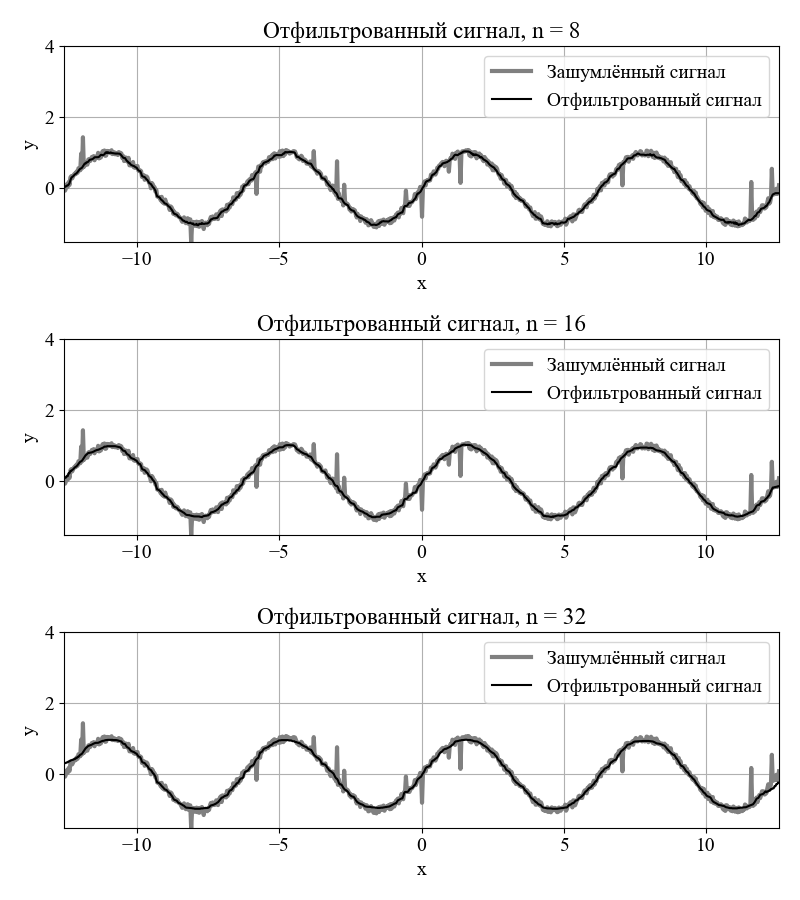 Отфильтрованный сигнал, n = 8
4
2
0
y
Зашумлённый сигнал
Отфильтрованный сигнал
−10
−5
0
5
10
x
Отфильтрованный сигнал, n = 16
4
2
0
y
Зашумлённый сигнал
Отфильтрованный сигнал
−10
−5
0
5
10
x
Отфильтрованный сигнал, n = 32
4
2
0
y
Зашумлённый сигнал
Отфильтрованный сигнал
−10
−5
0
5
10
x